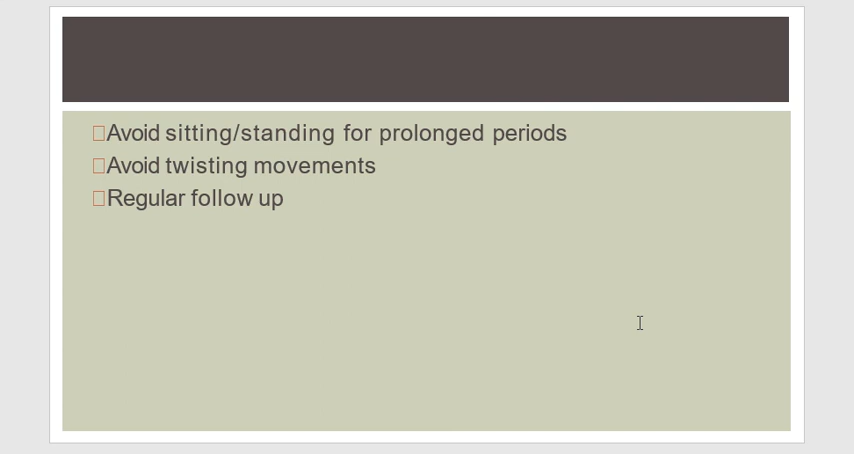 Avoid sitting/standing for prolonged periods
Avoid twisting movements
Regular follow up